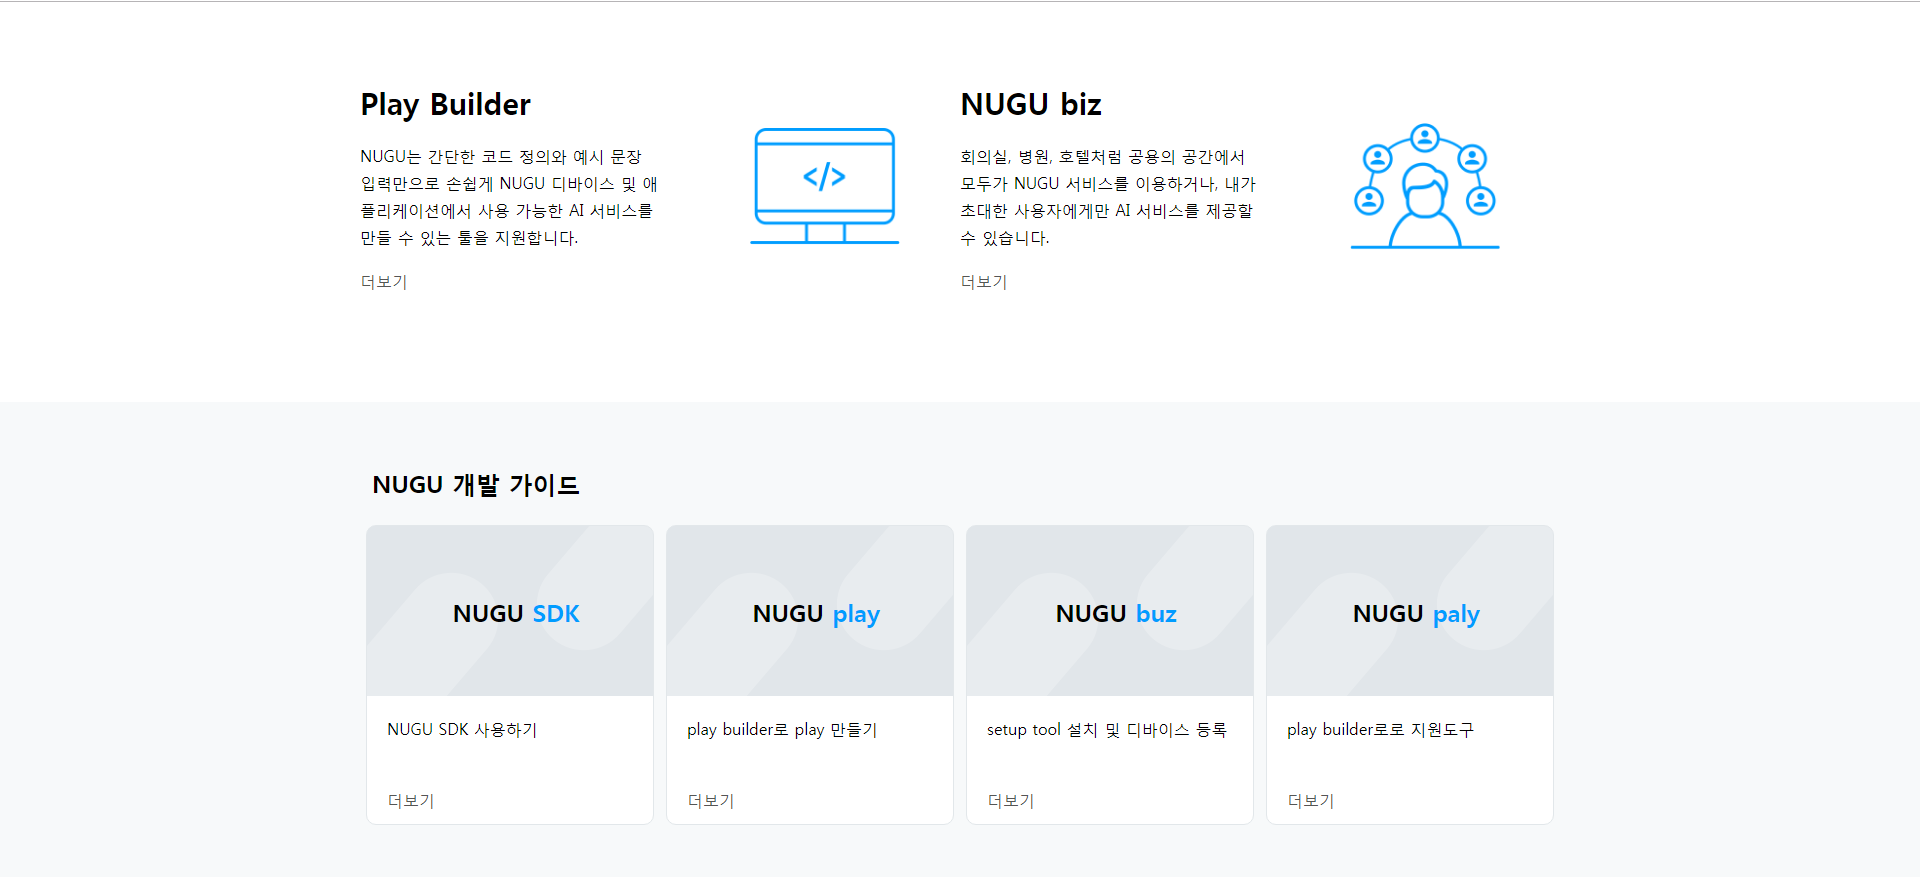 Play Builder
NUGU는 간단한 코드 정의와 예시 문장
입력만으로 손쉽게 NUGU 디바이스 및 애
플리케이션에서 사용 가능한 AI 서비스를
만들 수 있는 툴을 지원합니다.
더보기
</>
NUGU biz
회의실, 병원, 호텔처럼 공용의 공간에서
모두가 NUGU 서비스를 이용하거나, 내가
초대한 사용자에게만 AI 서비스를 제공할
수 있습니다.
더보기
NUGU 개발 가이드
NUGU SDK
NUGU SDK 사용하기
더보기
NUGU play
play builder로 play 만들기
더보기
NUGU buz
setup tool 설치 및 디바이스 등록
더보기
NUGU paly
play builder로로 지원도구
더보기